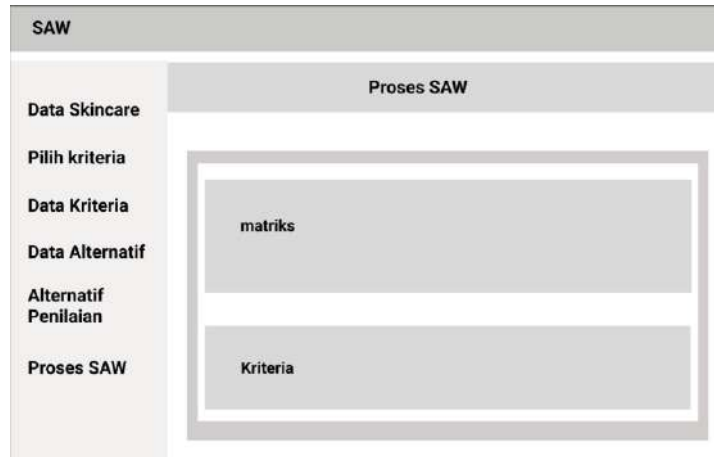 SAW
Proses SAW
Data Skincare
Pilih kriteria
Data Kriteria
Data Alternatif
Alternatif
Penilaian
Proses SAW
matriks
Kriteria